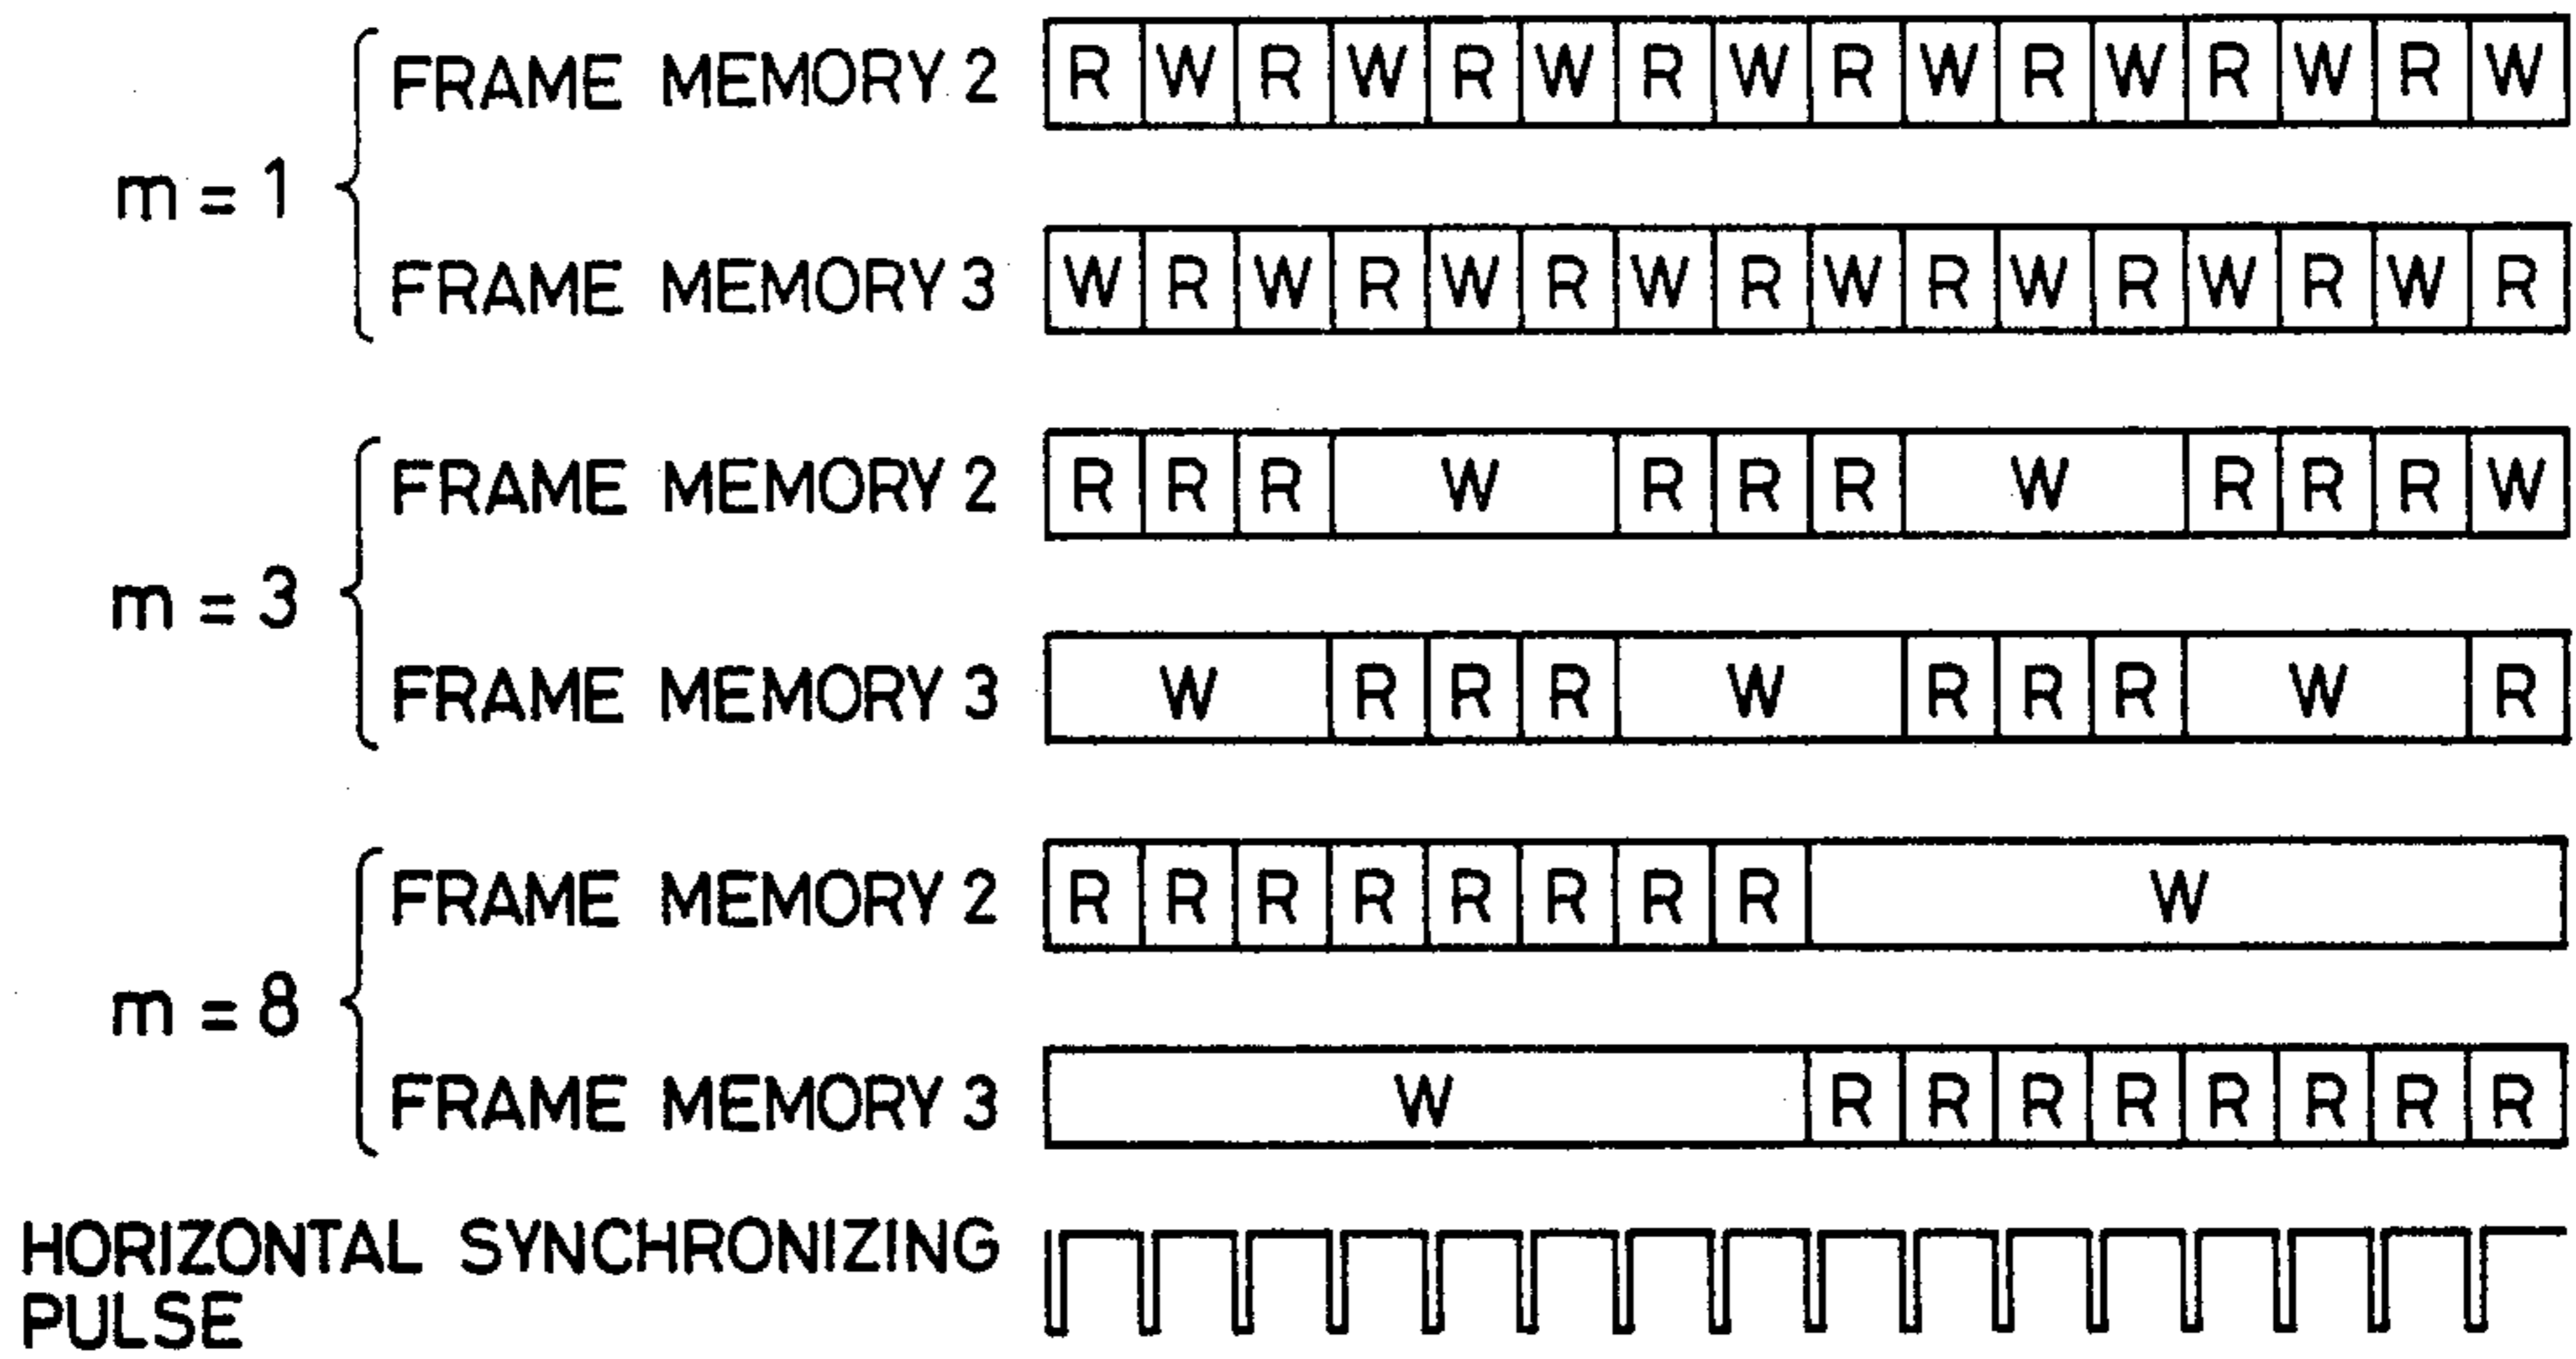 FRAME MEMORY 2 R W R W R W R W R W R W R W R W
m = 1
FRAME MEMORY 3 W R W R W R W R W R W R W R W R
FRAME MEMORY 2 R R R W R R R W R R R W
m = 3
FRAME MEMORY 3 W R R R W R R R W R
FRAME MEMORY 2 R R R R R R R R W
m = 8
FRAME MEMORY 3 W R R R R R R R R
HORIZONTAL SYNCHRONIZING
PULSE